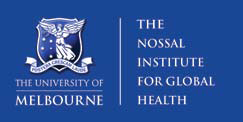 THE UNIVERSITY OF
MELBOURNE
THE
NOSSAL
INSTITUTE
FOR GLOBAL
HEALTH